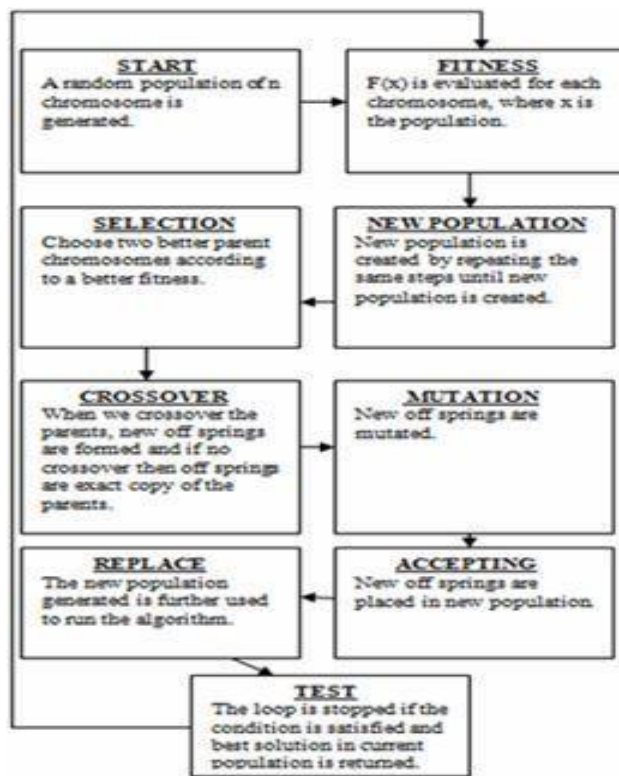 START
A random population of n
chromosome is
generated.
FITNESS
F(x) is evaluated for each
chromosome, where x is
the population.
NEW POPULATION
New population is
created by repeating the
same steps until new
population is created.
SELECTION
Choose two better parent
chromosomes according
to a better fitness.
CROSSOVER
When we crossover the
parents, new off springs
are formed and if no
crossover then off springs
are exact copy of the
parents.
MUTATION
New off springs are
mutated.
ACCEPTING
New off springs are
placed in new population.
REPLACE
The new population
generated is further used
to run the algorithm.
TEST
The loop is stopped if the
condition is satisfied and
best solution in current
population is returned.